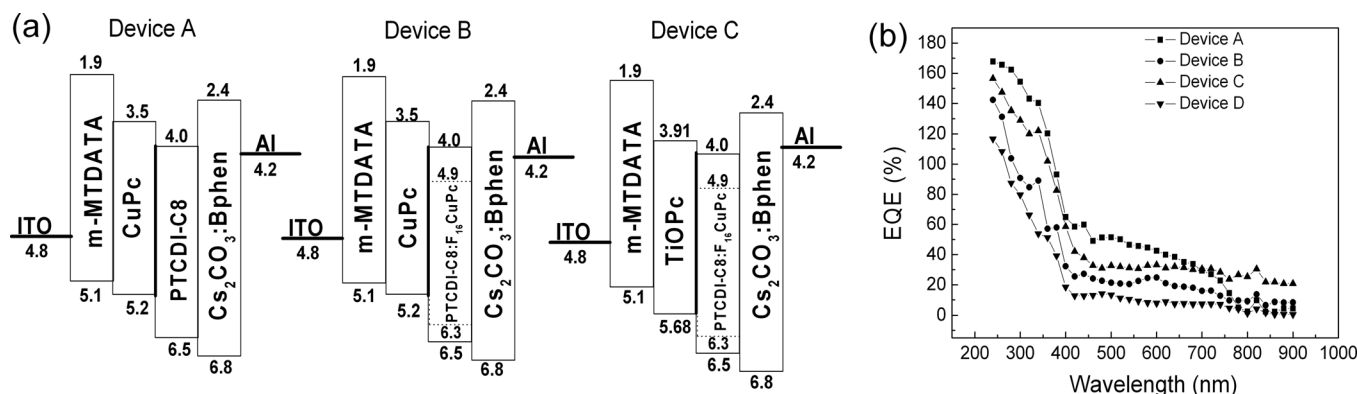 (a)
Device A
1.9
m-MTDATA
5.1
3.5
CuPc
5.2
4.0
PTCDI-C8
6.5
2.4
Cs2CO3:Bphen
6.8
Al
4.2
ITO
4.8
Device B
1.9
m-MTDATA
5.1
3.5
CuPc
5.2
4.0
4.9
PTCDI-C8:F16CuPc
6.3
6.5
2.4
Cs2CO3:Bphen
6.8
Al
4.2
ITO
4.8
Device C
1.9
m-MTDATA
5.1
3.91
TiOPc
5.68
4.0
4.9
PTCDI-C8:F16CuPc
6.3
6.5
2.4
Cs2CO3:Bphen
6.8
Al
4.2
ITO
4.8
(b)
EQE (%)
180
160
140
120
100
80
60
40
20
0
Device A
Device B
Device C
Device D
200 300 400 500 600 700 800 900 1000
Wavelength (nm)